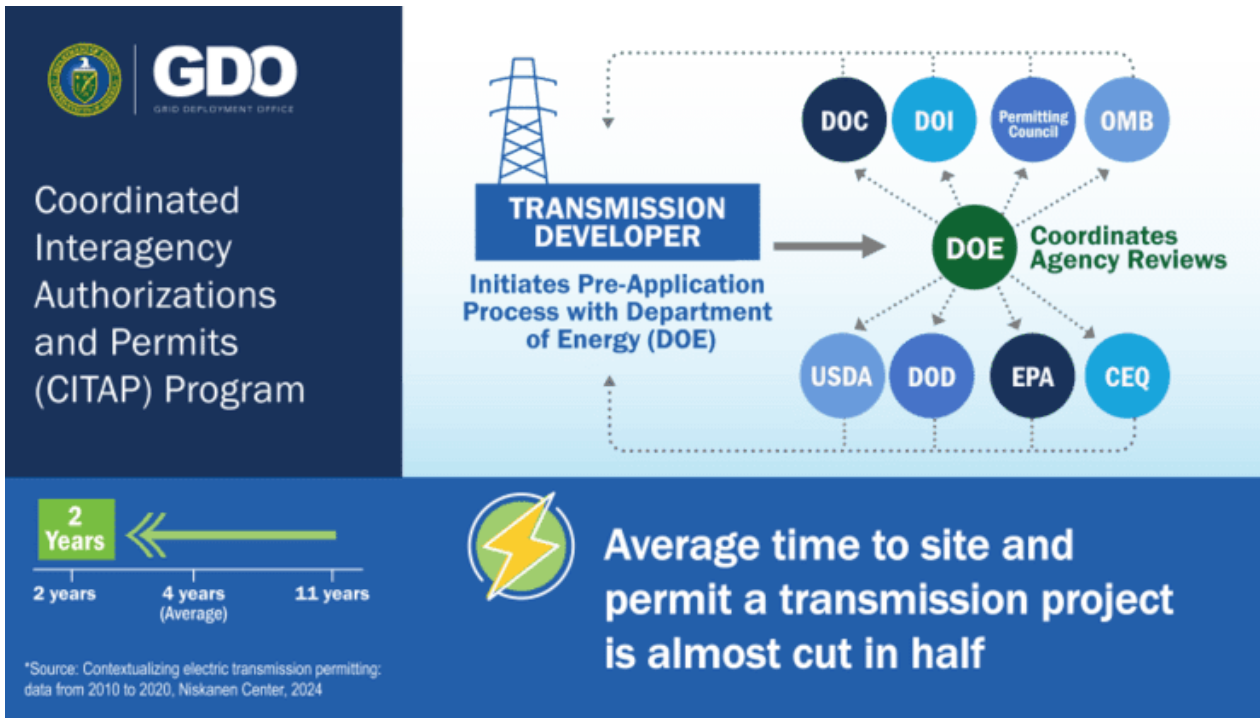 GDO
GRID DEPLOYMENT OFFICE
Coordinated
Interagency
Authorizations
and Permits
(CITAP) Program
TRANSMISSION
DEVELOPER
Initiates Pre-Application
Process with Department
of Energy (DOE)
DOC
DOI
Permitting
Council
OMB
DOE
Coordinates
Agency Reviews
USDA
DOD
EPA
CEQ
2
Years
2 years
4 years
(Average)
11 years
*Source: Contextualizing electric transmission permitting:
data from 2010 to 2020, Niskanen Center, 2024
Average time to site and
permit a transmission project
is almost cut in half